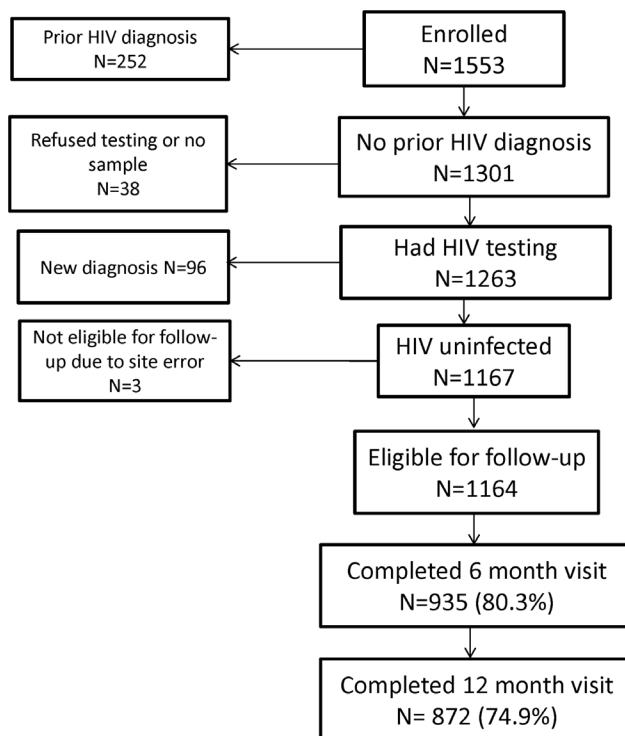 Prior HIV diagnosis
N=252
Enrolled
N=1553
Refused testing or no
sample
N=38
No prior HIV diagnosis
N=1301
New diagnosis N=96
Had HIV testing
N=1263
Not eligible for follow-
up due to site error
N=3
HIV uninfected
N=1167
Eligible for follow-up
N=1164
Completed 6 month visit
N=935 (80.3%)
Completed 12 month visit
N= 872 (74.9%)